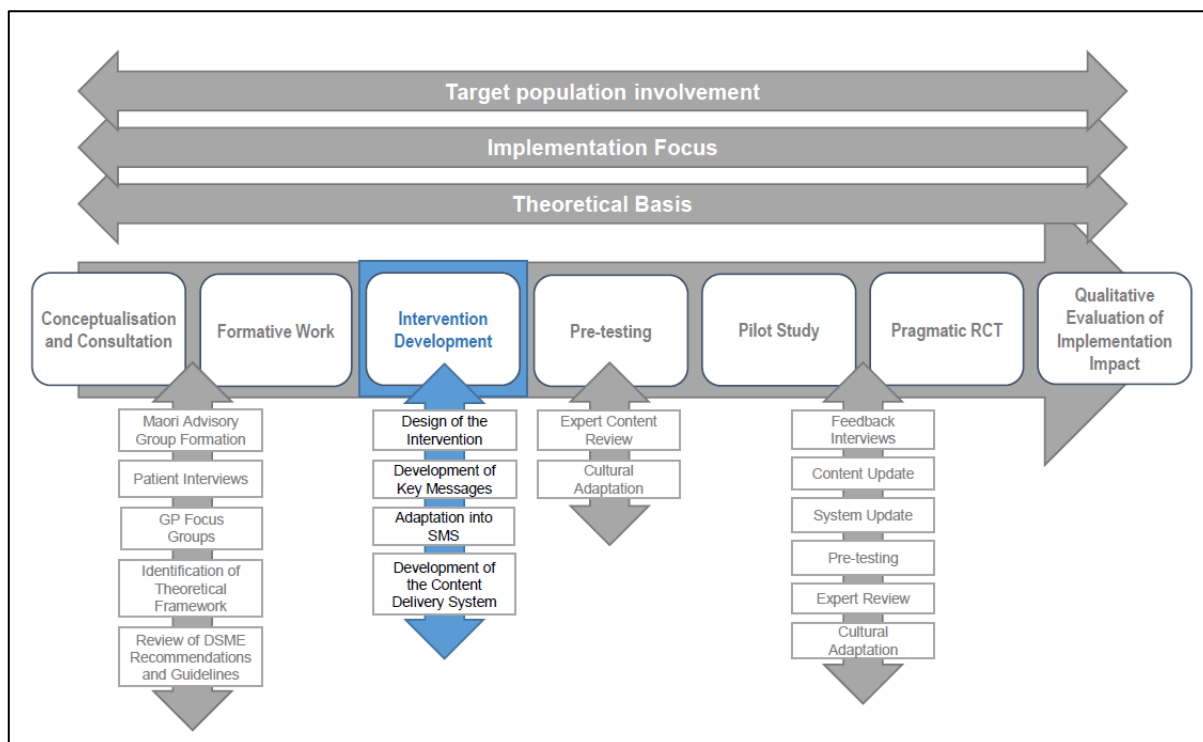 Target population involvement
Implementation Focus
Theoretical Basis
Conceptualisation
and Consultation
Formative Work
Intervention
Development
Pre-testing
Pilot Study
Pragmatic RCT
Qualitative
Evaluation of
Implementation
Impact
Maori Advisory
Group Formation
Patient Interviews
GP Focus
Groups
Identification of
Theoretical
Framework
Review of DSME
Recommendations
and Guidelines
Design of the
Intervention
Development of
Key Messages
Adaptation into
SMS
Development of
the Content
Delivery System
Expert Content
Review
Cultural
Adaptation
Feedback
Interviews
Content Update
System Update
Pre-testing
Expert Review
Cultural
Adaptation